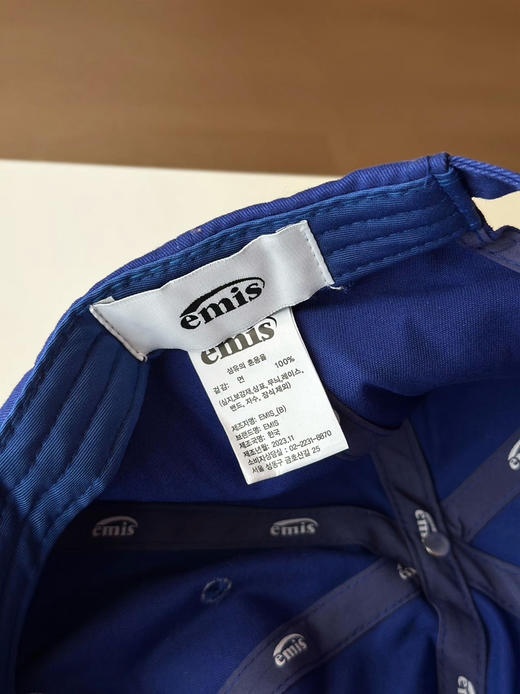 emis
emis
섬유의 혼용율
겉감: 면 100%
(심지,보강재,상표,무늬,레이스,
밴드, 자수, 장식제외)
제조자명: EMIS_(B)
브랜드명: EMIS
제조국명: 한국
제조년월: 2023.11
소비자상담실: 02-2231-6870
서울 성동구 금호산길 25
emis
emis
emis
emis
emis
emis